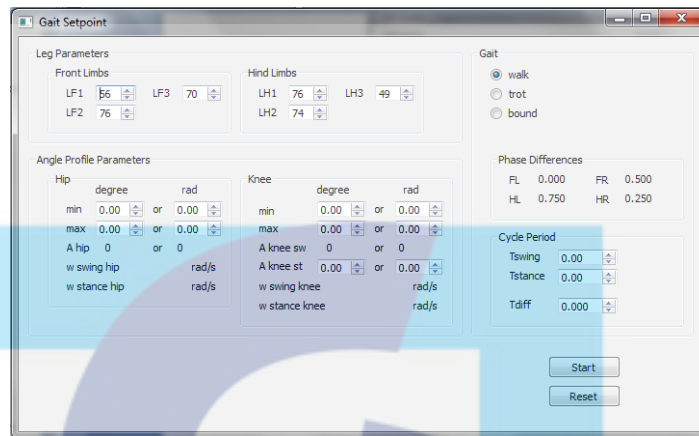 Gait Setpoint
Leg Parameters
Front Limbs
LF1 56 LF3 70
LF2 76
Hind Limbs
LH1 76 LH3 49
LH2 74
Angle Profile Parameters
Hip
degree rad
min 0.00 or 0.00
max 0.00 or 0.00
A hip 0 or 0
w swing hip rad/s
w stance hip rad/s
Knee
degree rad
min 0.00 or 0.00
max 0.00 or 0.00
A knee sw 0 or 0
A knee st 0.00 or 0.00
w swing knee rad/s
w stance knee rad/s
Gait
walk
trot
bound
Phase Differences
FL 0.000 FR 0.500
HL 0.750 HR 0.250
Cycle Period
Tswing 0.00
Tstance 0.00
Tdiff 0.000
Start
Reset